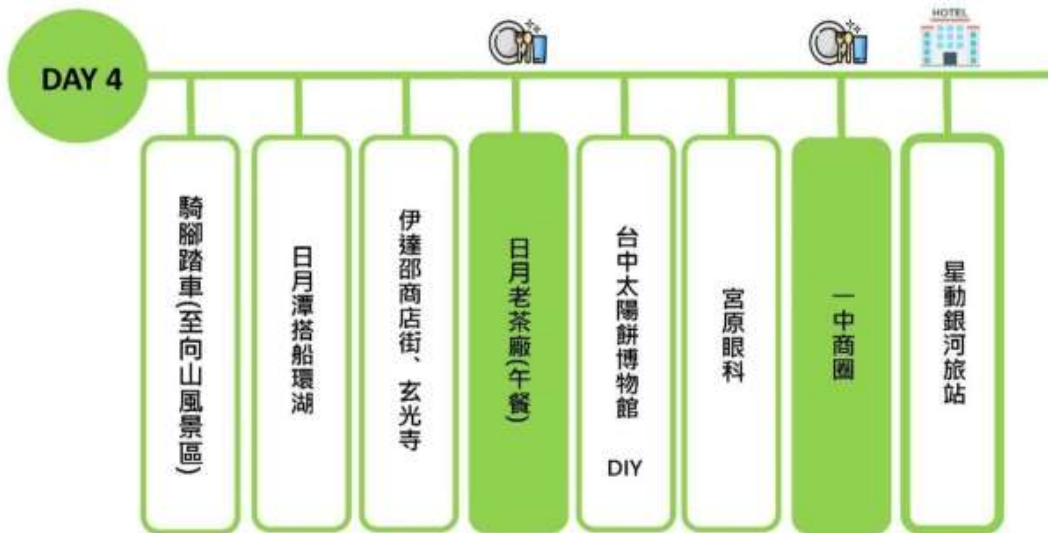 HOTEL
DAY 4
騎腳踏車(至向山風景區)
日月潭搭船環湖
伊達邵商店街、玄光寺
日月老茶廠(午餐)
台中太陽餅博物館
DIY
宮原眼科
一中商圈
星動銀河旅站